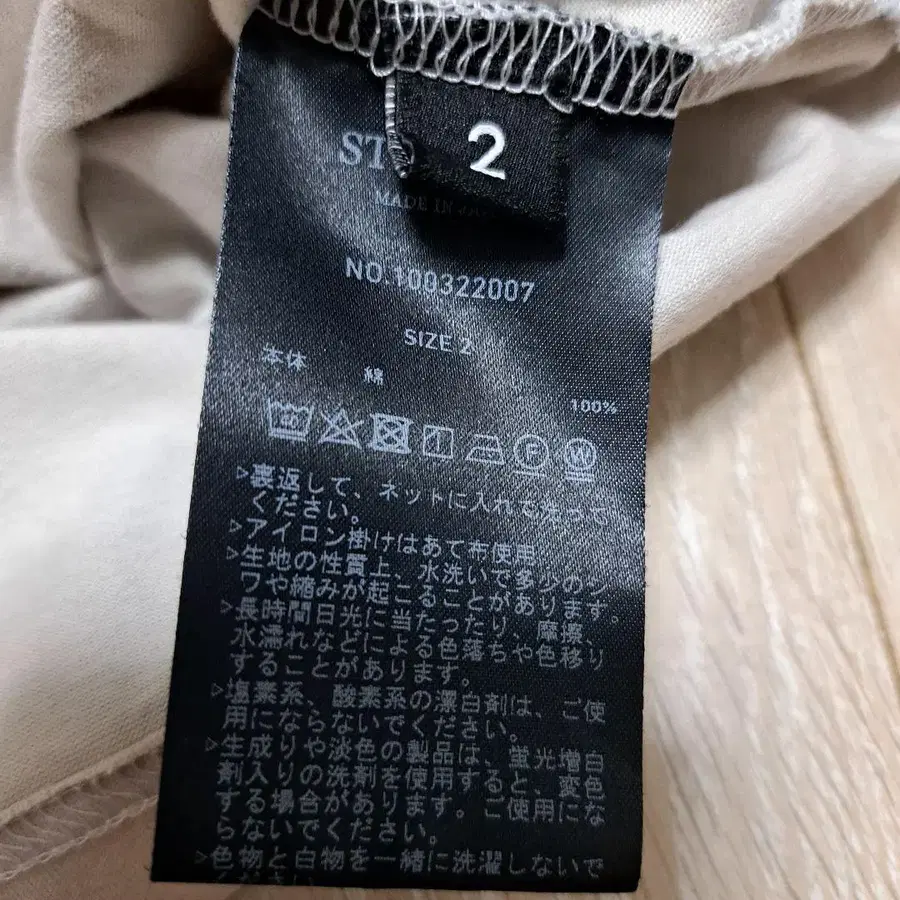 2
MADE IN
NO.100322007
SIZE 2
本体 綿 100%
F W
▷裏返して、ネットに入れて洗って
ください。
▷アイロン掛けはあて布使用。
▷生地の性質上、水洗いで多少のシ
ワや縮みが起こることがあります。
▷長時間日光に当たったり、摩擦、
水濡れなどによる色落ちや色移り
することがあります。
▷塩素系、酸素系の漂白剤は、ご使
用にならないでください。
▷生成りや淡色の製品は、蛍光増白
剤入りの洗剤を使用すると、変色
する場合があります。ご使用にな
らないでください。
▷色物と白物を一緒に洗濯しないで
ください。